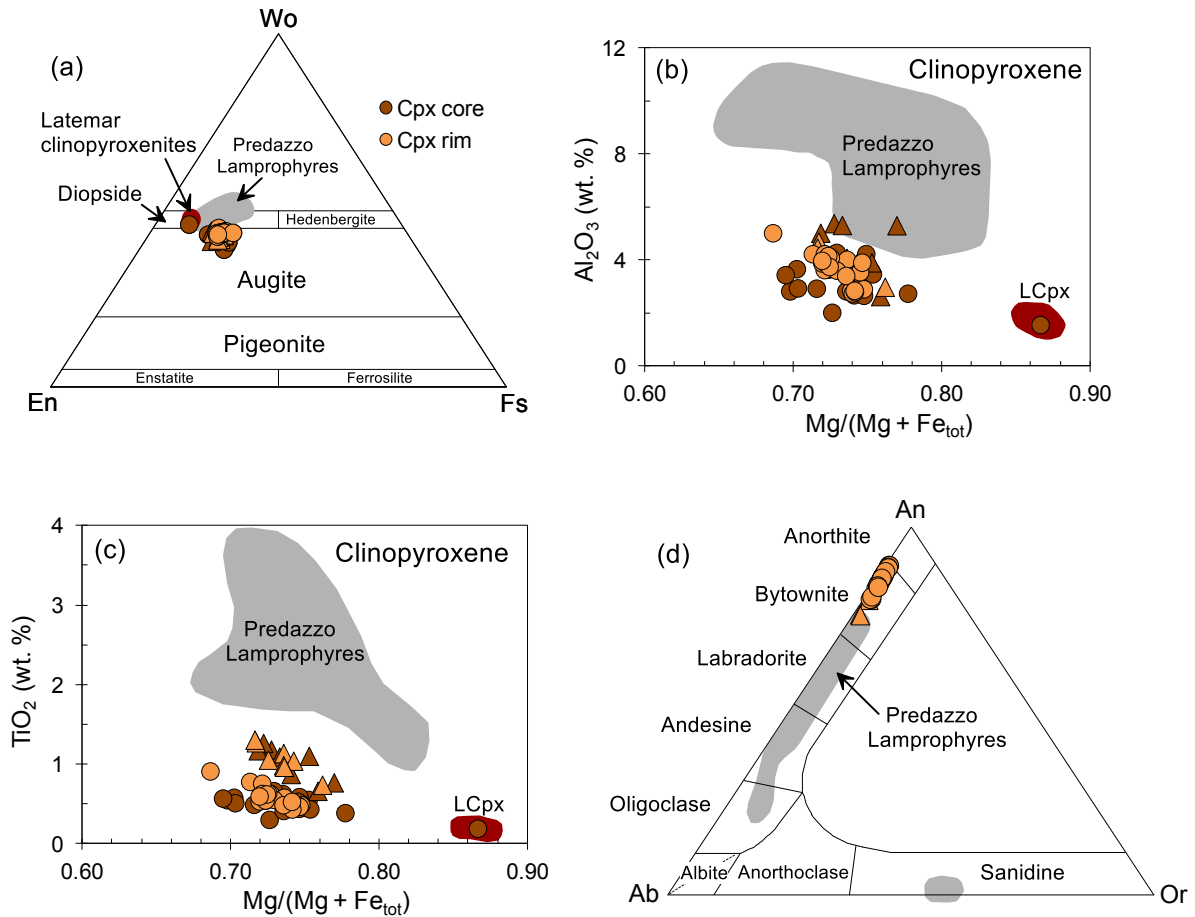 Wo
(a)
Cpx core
Cpx rim
Latemar
clinopyroxenites
Predazzo
Lamprophyres
Diopside
Hedenbergite
Augite
Pigeonite
Enstatite
Ferrosilite
En
Fs
(b)
Clinopyroxene
12
8
4
0
Al2O3 (wt. %)
Predazzo
Lamprophyres
LCpx
0.60
0.70
0.80
0.90
Mg/(Mg + Fetot)
(c)
Clinopyroxene
4
3
2
1
0
TiO2 (wt. %)
Predazzo
Lamprophyres
LCpx
0.60
0.70
0.80
0.90
Mg/(Mg + Fetot)
(d)
An
Anorthite
Bytownite
Labradorite
Andesine
Predazzo
Lamprophyres
Oligoclase
Albite
Anorthoclase
Sanidine
Ab
Or